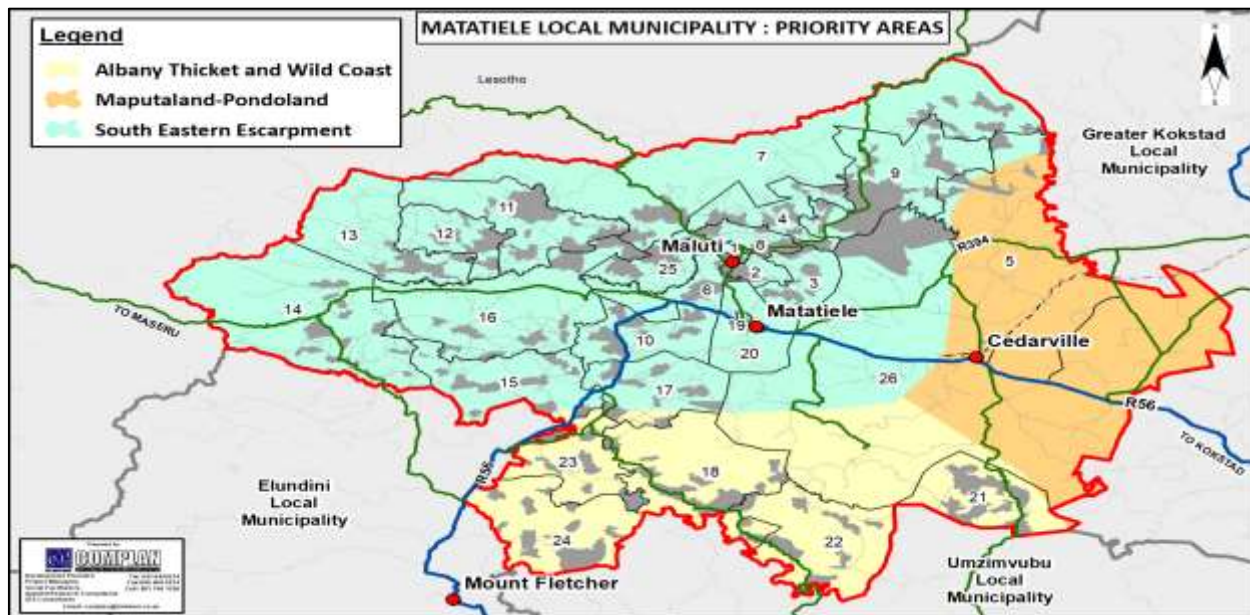 MATATIELE LOCAL MUNICIPALITY : PRIORITY AREAS
Legend
Albany Thicket and Wild Coast
Maputaland-Pondoland
South Eastern Escarpment
Lesotho
Greater Kokstad
Local
Municipality
7
9
11
4
13
12
Maluti
1
8
R394
5
25
2
3
6
14
TO MASERU
16
Matatiele
19
10
20
Cedarville
26
15
17
R56
TO KOKSTAD
R56
23
18
Elundini
Local
Municipality
21
24
22
Umzimvubu
Local
Municipality
Mount Fletcher
COMPLAN